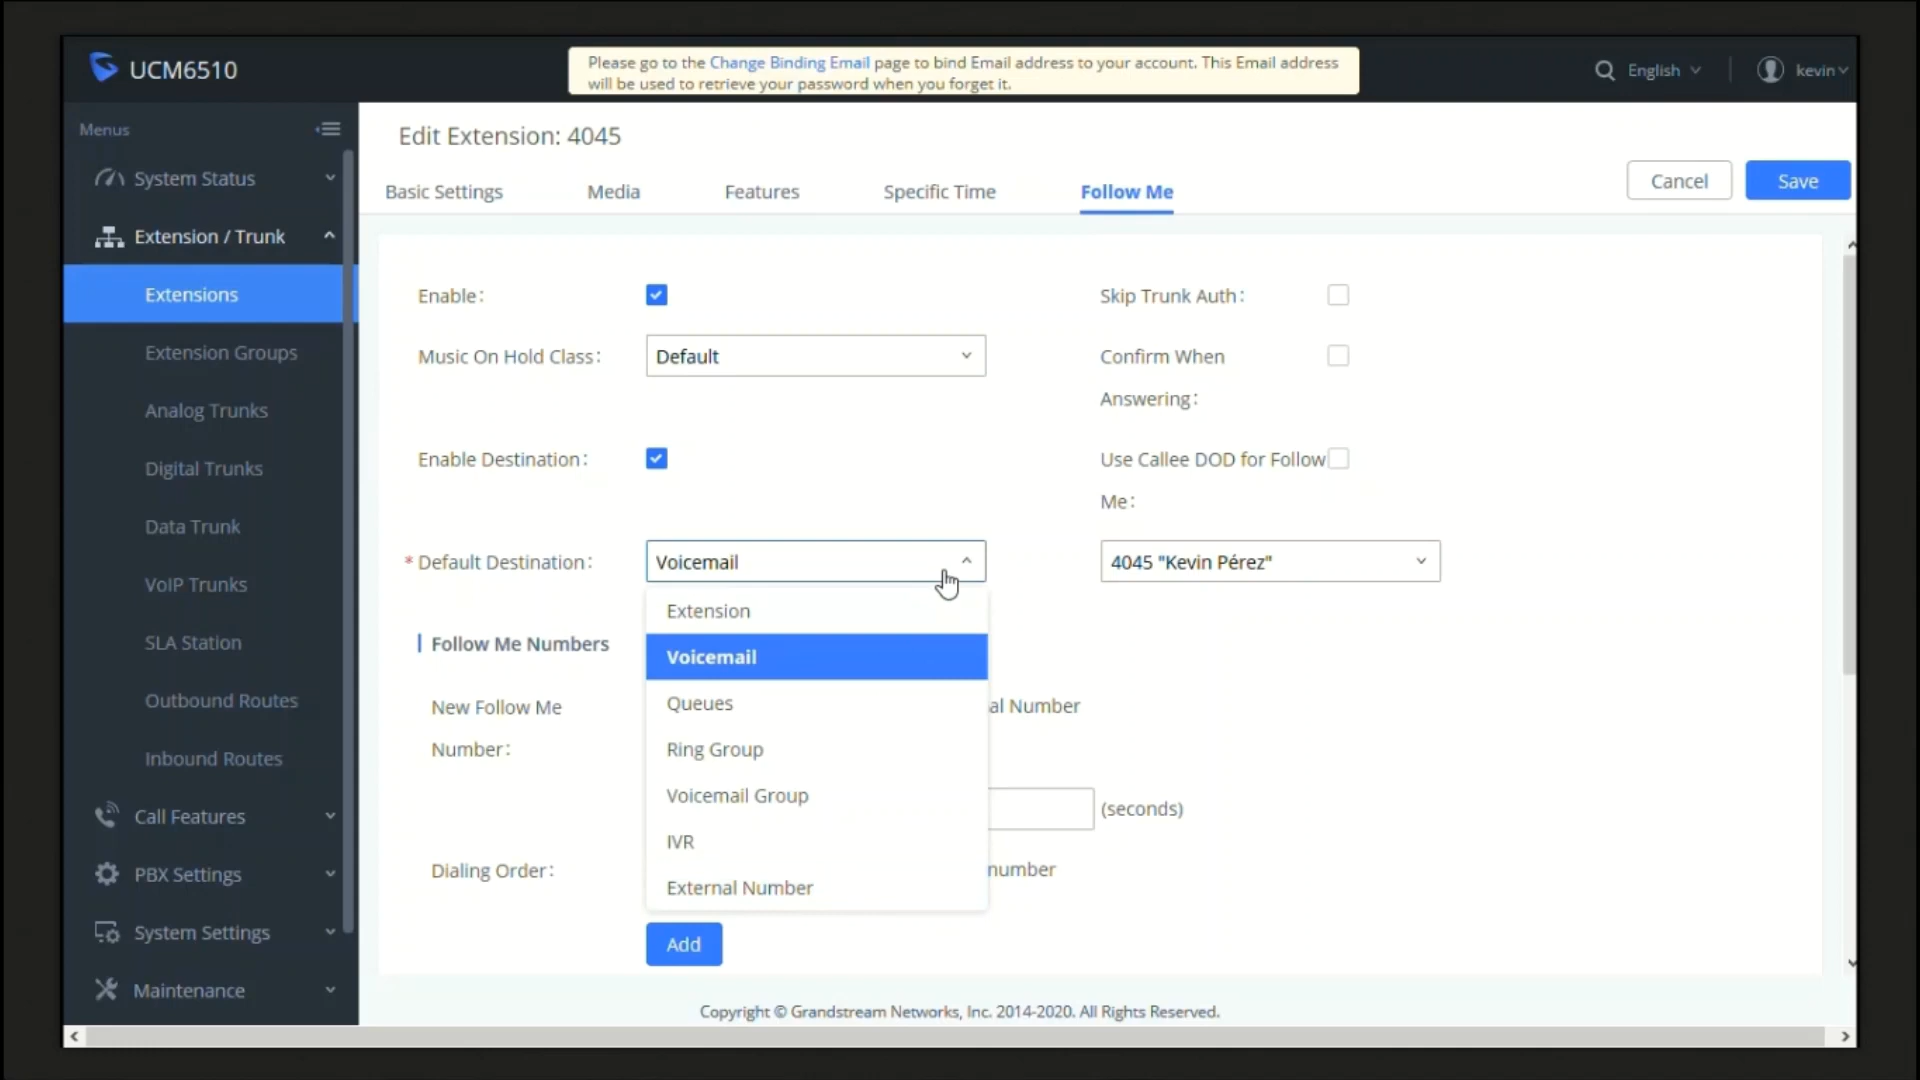 UCM6510
Please go to the Change Binding Email page to bind Email address to your account. This Email address
will be used to retrieve your password when you forget it.
English
kevin
Menus
System Status
Extension / Trunk
Extensions
Extension Groups
Analog Trunks
Digital Trunks
Data Trunk
VoIP Trunks
SLA Station
Outbound Routes
Inbound Routes
Call Features
PBX Settings
System Settings
Maintenance
Edit Extension: 4045
Cancel
Save
Basic Settings
Media
Features
Specific Time
Follow Me
Enable:
Skip Trunk Auth:
Music On Hold Class:
Default
Confirm When
Answering:
Enable Destination:
Use Callee DOD for Follow
Me:
* Default Destination:
Voicemail
4045 "Kevin Pérez"
Extension
Voicemail
Queues
Ring Group
Voicemail Group
IVR
External Number
Follow Me Numbers
New Follow Me
Number:
al Number
(seconds)
Dialing Order:
number
Add
Copyright © Grandstream Networks, Inc. 2014-2020. All Rights Reserved.